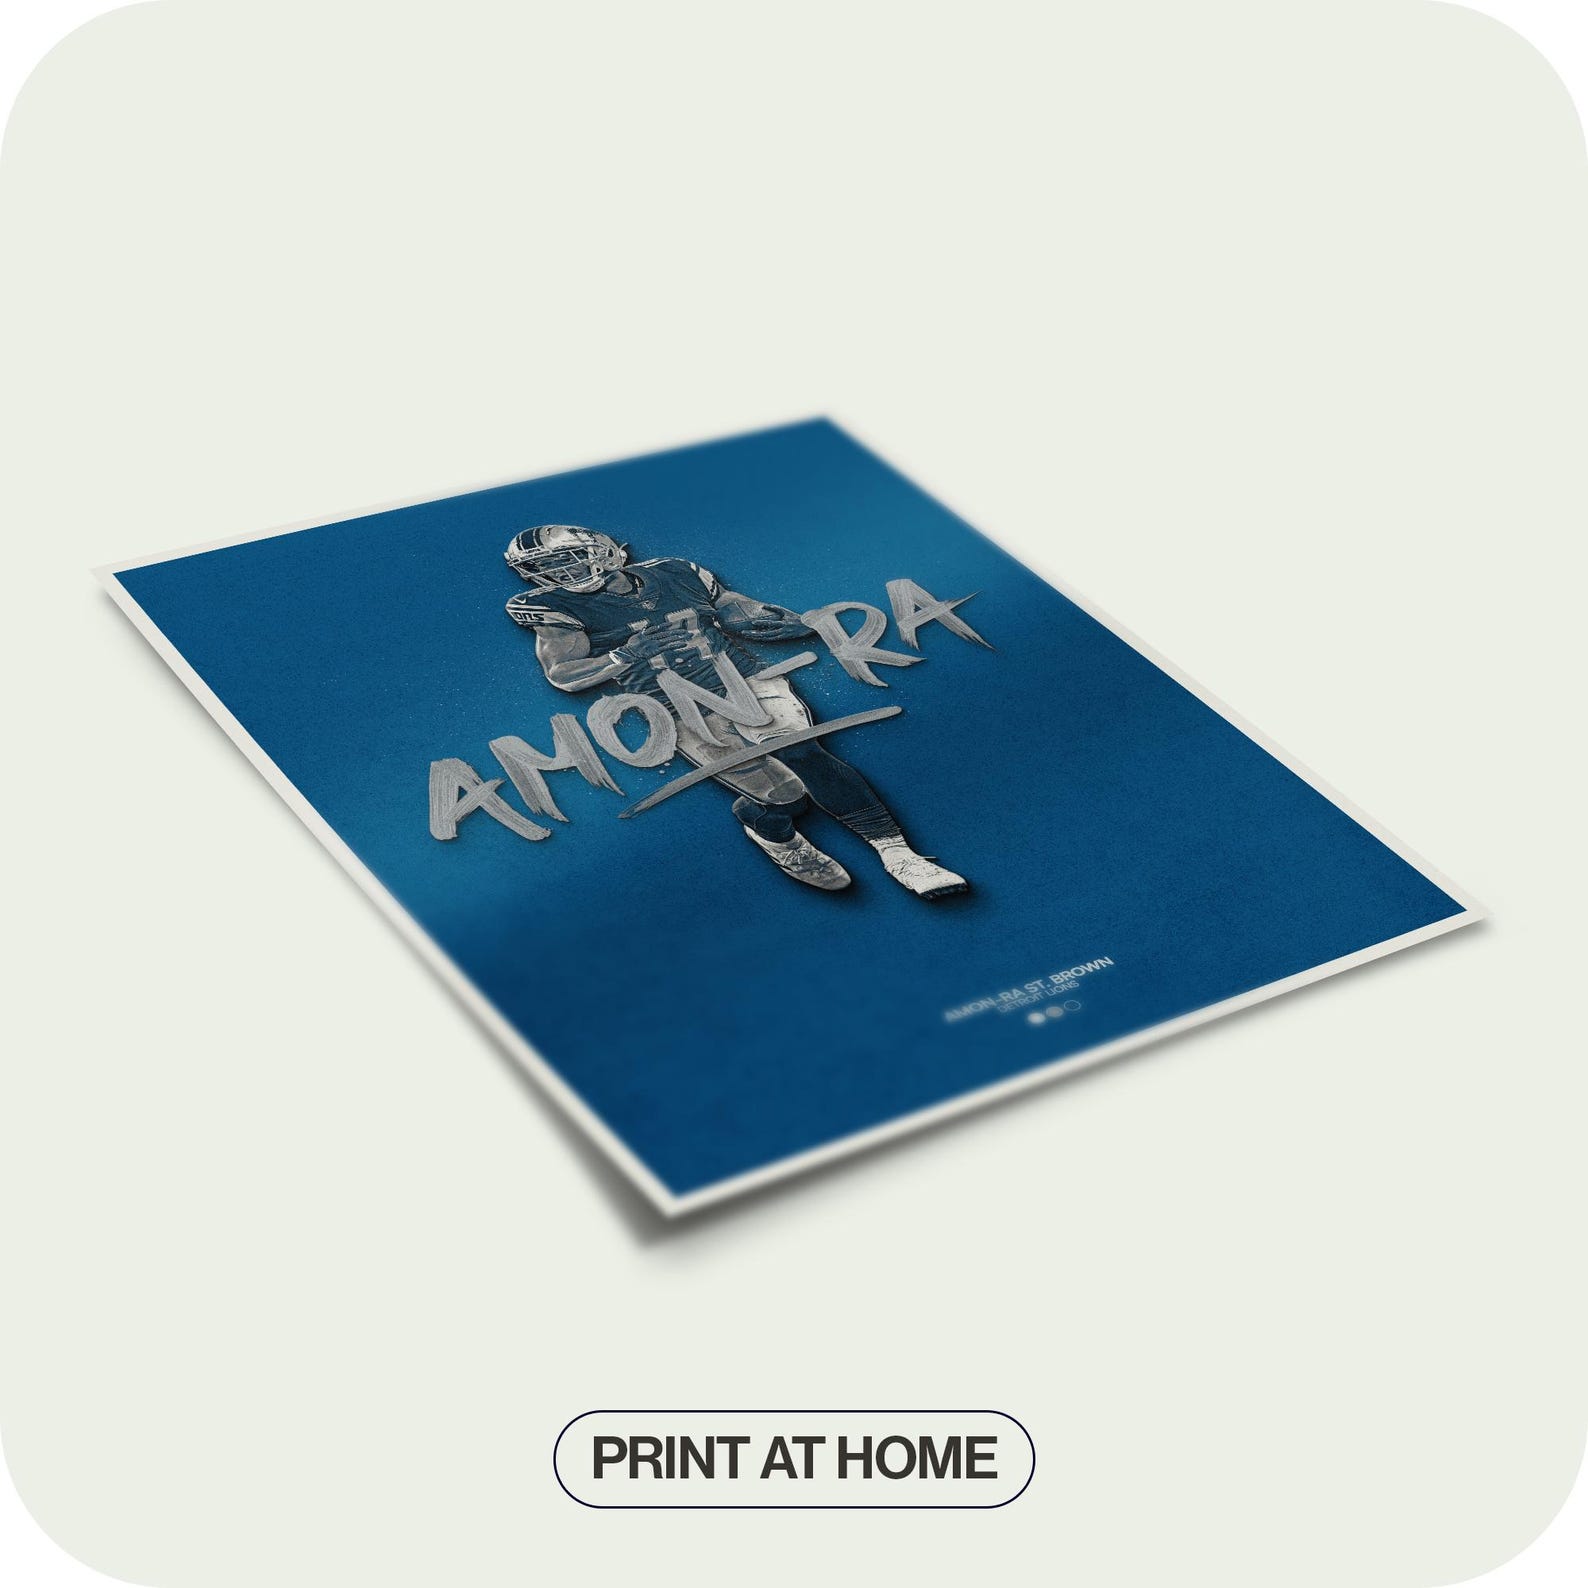 AMON-RA
AMON-RA ST. BROWN
DETROIT LIONS
PRINT AT HOME